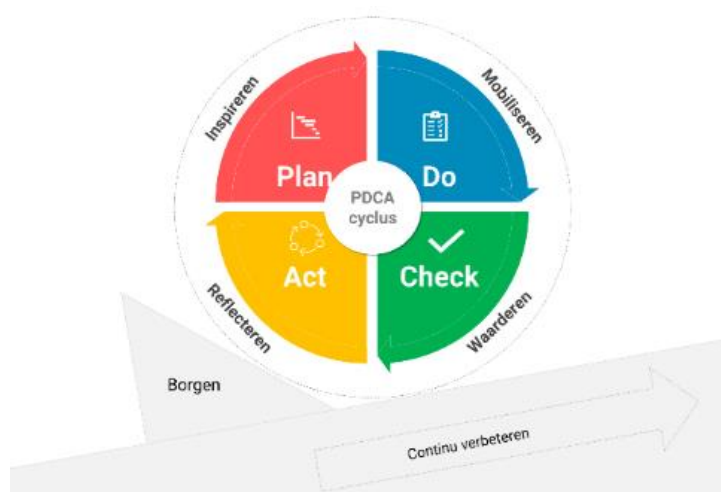 Inspireren
Mobiliseren
Plan
Do
PDCA
cyclus
Act
Check
Reflecteren
Waarderen
Borgen
Continu verbeteren